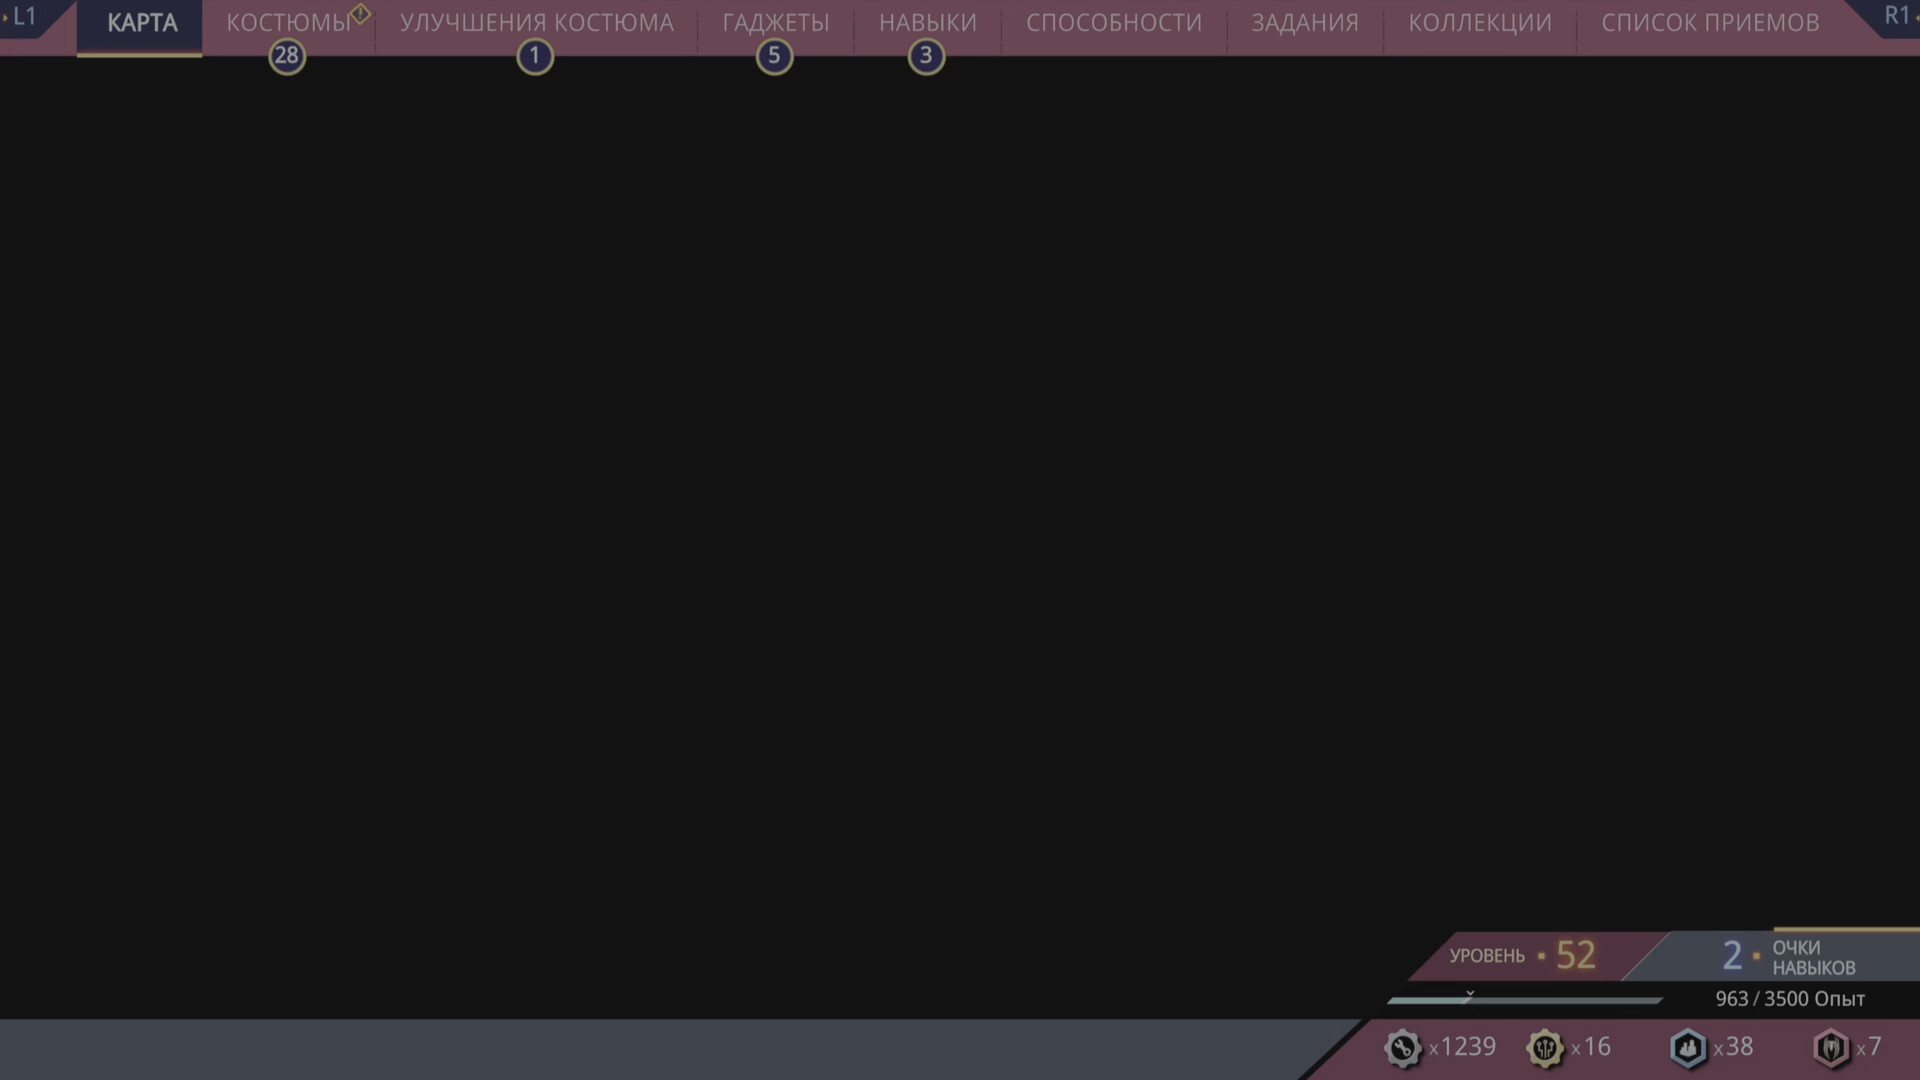 L1 КАРТА КОСТЮМЫ УЛУЧШЕНИЯ КОСТЮМА ГАДЖЕТЫ НАВЫКИ СПОСОБНОСТИ ЗАДАНИЯ КОЛЛЕКЦИИ СПИСОК ПРИЕМОВ R1
28 1 5 3
УРОВЕНЬ 52 2 ОЧКИ
НАВЫКОВ
963 / 3500 Опыт
x1239 x16 x38 x7